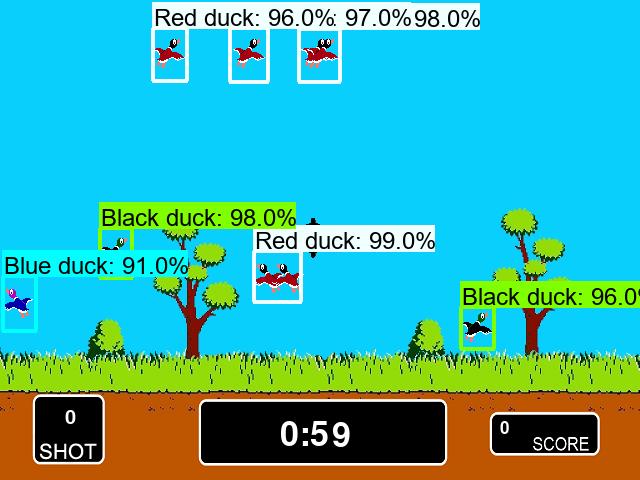 Red duck: 96.0%: 97.0%98.0%
Black duck: 98.0%
Red duck: 99.0%
Blue duck: 91.0%
Black duck: 96.0%
0
SHOT
0:59
0
SCORE